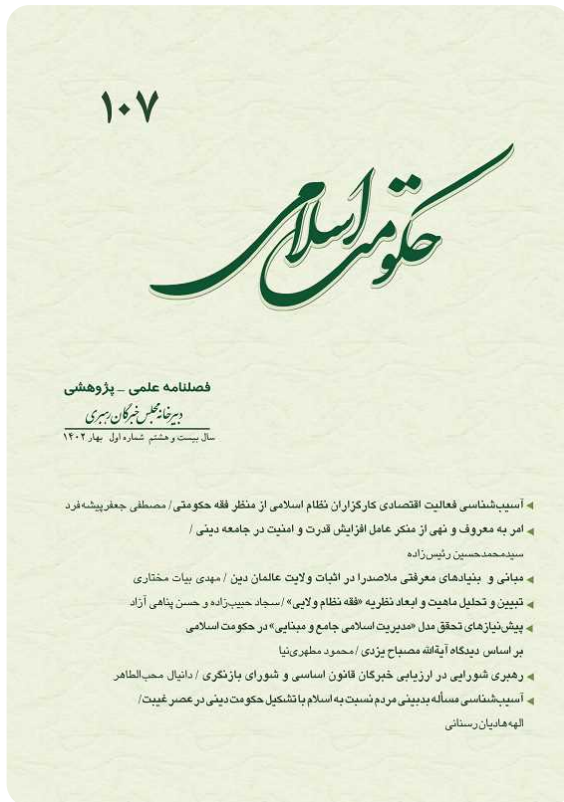 ۱۰۷
حکومت اسلامی
فصلنامه علمی _ پژوهشی
دبیرخانه مجلس خبرگان رهبری
سال بیست و هشتم شماره اول بهار ۱۴۰۲
آسیب‌شناسی فعالیت اقتصادی کارگزاران نظام اسلامی از منظر فقه حکومتی / مصطفی جعفرپیشه‌فرد
امر به معروف و نهی از منکر عامل افزایش قدرت و امنیت در جامعه دینی /
سیدمحمدحسین رئیس‌زاده
مبانی و بنیادهای معرفتی ملاصدرا در اثبات ولایت عالمان دین / مهدی بیات مختاری
تبیین و تحلیل ماهیت و ابعاد نظریه «فقه نظام ولایی» / سجاد حبیب‌زاده و حسن پناهی آزاد
پیش‌نیازهای تحقق مدل «مدیریت اسلامی جامع و مبنایی» در حکومت اسلامی
بر اساس دیدگاه آیةالله مصباح یزدی / محمود مطهری‌نیا
رهبری شورایی در ارزیابی خبرگان قانون اساسی و شورای بازنگری / دانیال محب‌الطاهر
آسیب‌شناسی مسأله بدبینی مردم نسبت به اسلام با تشکیل حکومت دینی در عصر غیبت/
الهه هادیان رسنانی